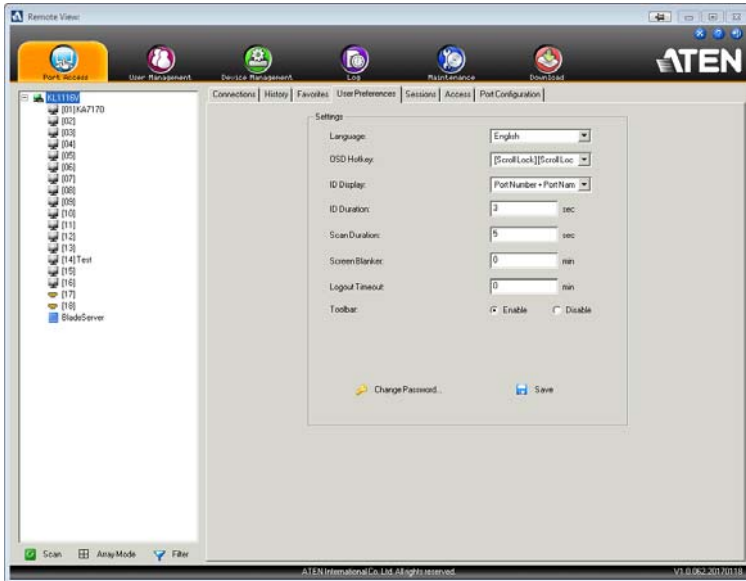 Remote View:
ATEN
Port Access
User Management
Device Management
Log
Maintenance
Download
KL1116V
[01]KA7170
[02]
[03]
[04]
[05]
[06]
[07]
[08]
[09]
[10]
[11]
[12]
[13]
[14]Test
[15]
[16]
[17]
[18]
BladeServer
Scan
Array Mode
Filter
Connections
History
Favorites
User Preferences
Sessions
Access
Port Configuration
Settings
Language: English
OSD Hotkey: [Scroll Lock][Scroll Loc
ID Display: Port Number + Port Nam
ID Duration: 3 sec
Scan Duration: 5 sec
Screen Blanker: 0 min
Logout Timeout: 0 min
Toolbar: Enable Disable
Change Password...
Save
ATEN International Co. Ltd. All rights reserved.
V1.0.062.20170118